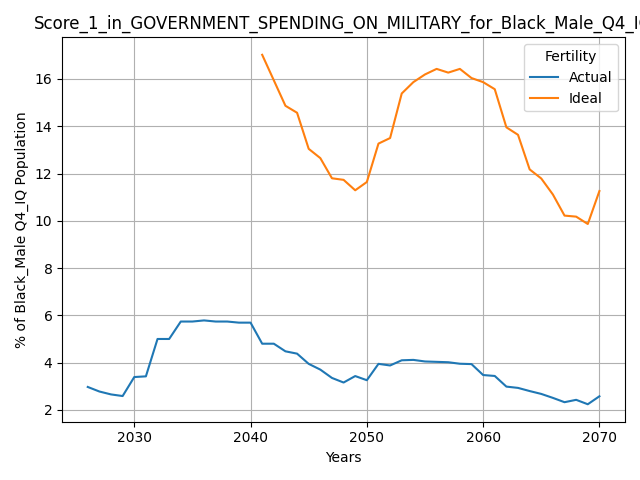 Score_1_in_GOVERNMENT_SPENDING_ON_MILITARY_for_Black_Male_Q4_IQ
Fertility
Actual
Ideal
% of Black_Male Q4_IQ Population
16
14
12
10
8
6
4
2
2030 2040 2050 2060 2070
Years